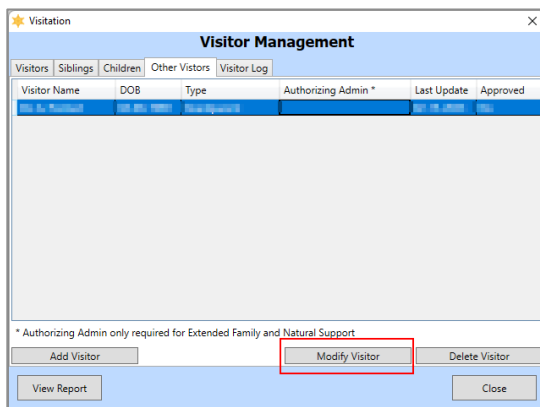 Visitation
Visitor Management
Visitors Siblings Children Other Vistors Visitor Log
Visitor Name DOB Type Authorizing Admin * Last Update Approved
* Authorizing Admin only required for Extended Family and Natural Support
Add Visitor Modify Visitor Delete Visitor
View Report Close